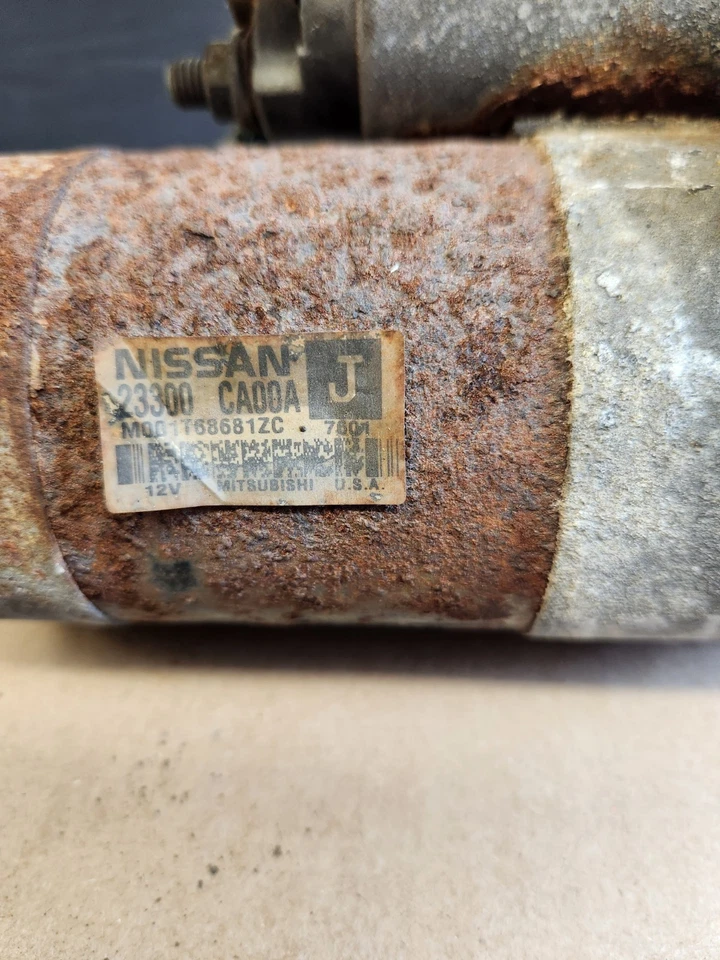 NISSAN J
23300 CA00A
M001T68681ZC 7601
12V MITSUBISHI U.S.A.